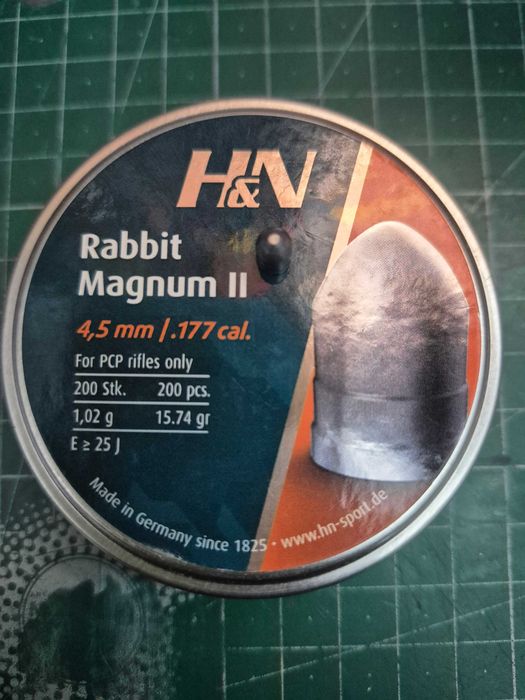 H&N
Rabbit
Magnum II
4,5 mm / .177 cal.
For PCP rifles only
200 Stk. 200 pcs.
1,02 g 15.74 gr
E ≥ 25 J
Made in Germany since 1825 • www.hn-sport.de